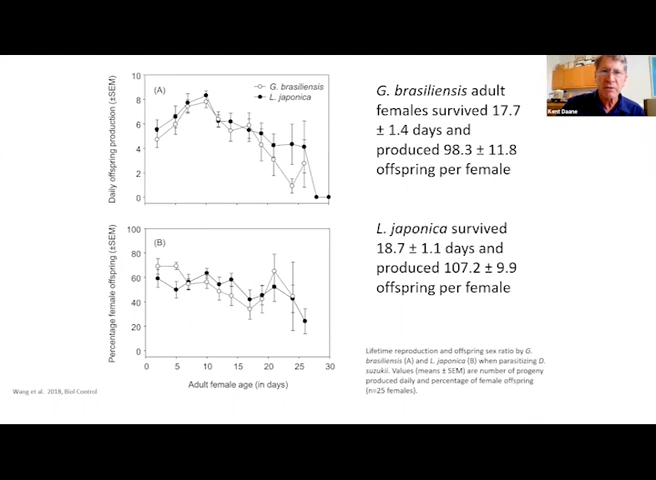 10
8
6
4
2
0
Daily offspring production (±SEM)
(A)
G. brasiliensis
L. japonica
100
80
60
40
20
0
Percentage female offspring (±SEM)
(B)
0 5 10 15 20 25 30
Adult female age (in days)
Wang et al. 2018, Biol Control
G. brasiliensis adult
females survived 17.7
± 1.4 days and
produced 98.3 ± 11.8
offspring per female
L. japonica survived
18.7 ± 1.1 days and
produced 107.2 ± 9.9
offspring per female
Lifetime reproduction and offspring sex ratio by G.
brasiliensis (A) and L. japonica (B) when parasitizing D.
suzukii. Values (means ± SEM) are number of progeny
produced daily and percentage of female offspring
(n=25 females).
Kent Daane